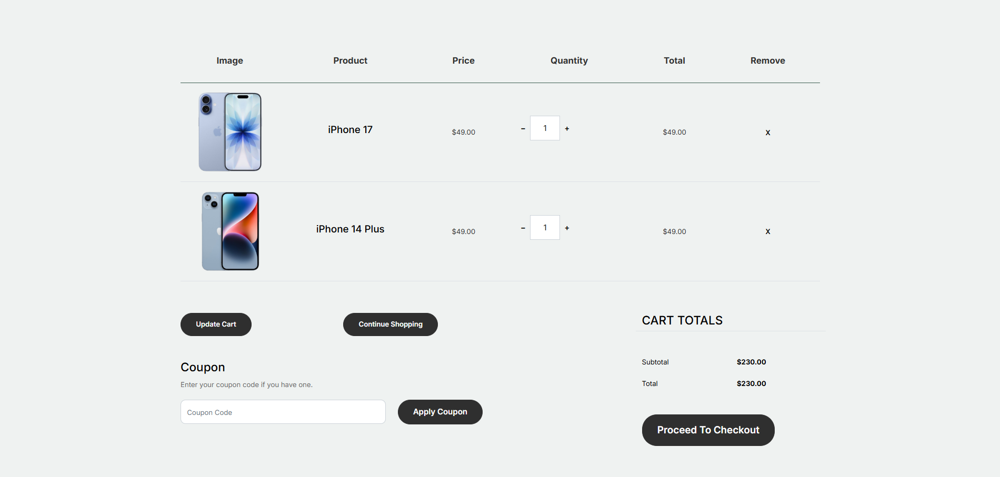 Image Product Price Quantity Total Remove
iPhone 17 $49.00 – 1 + $49.00 X
iPhone 14 Plus $49.00 – 1 + $49.00 X
Update Cart Continue Shopping
Coupon
Enter your coupon code if you have one.
Coupon Code Apply Coupon
CART TOTALS
Subtotal $230.00
Total $230.00
Proceed To Checkout